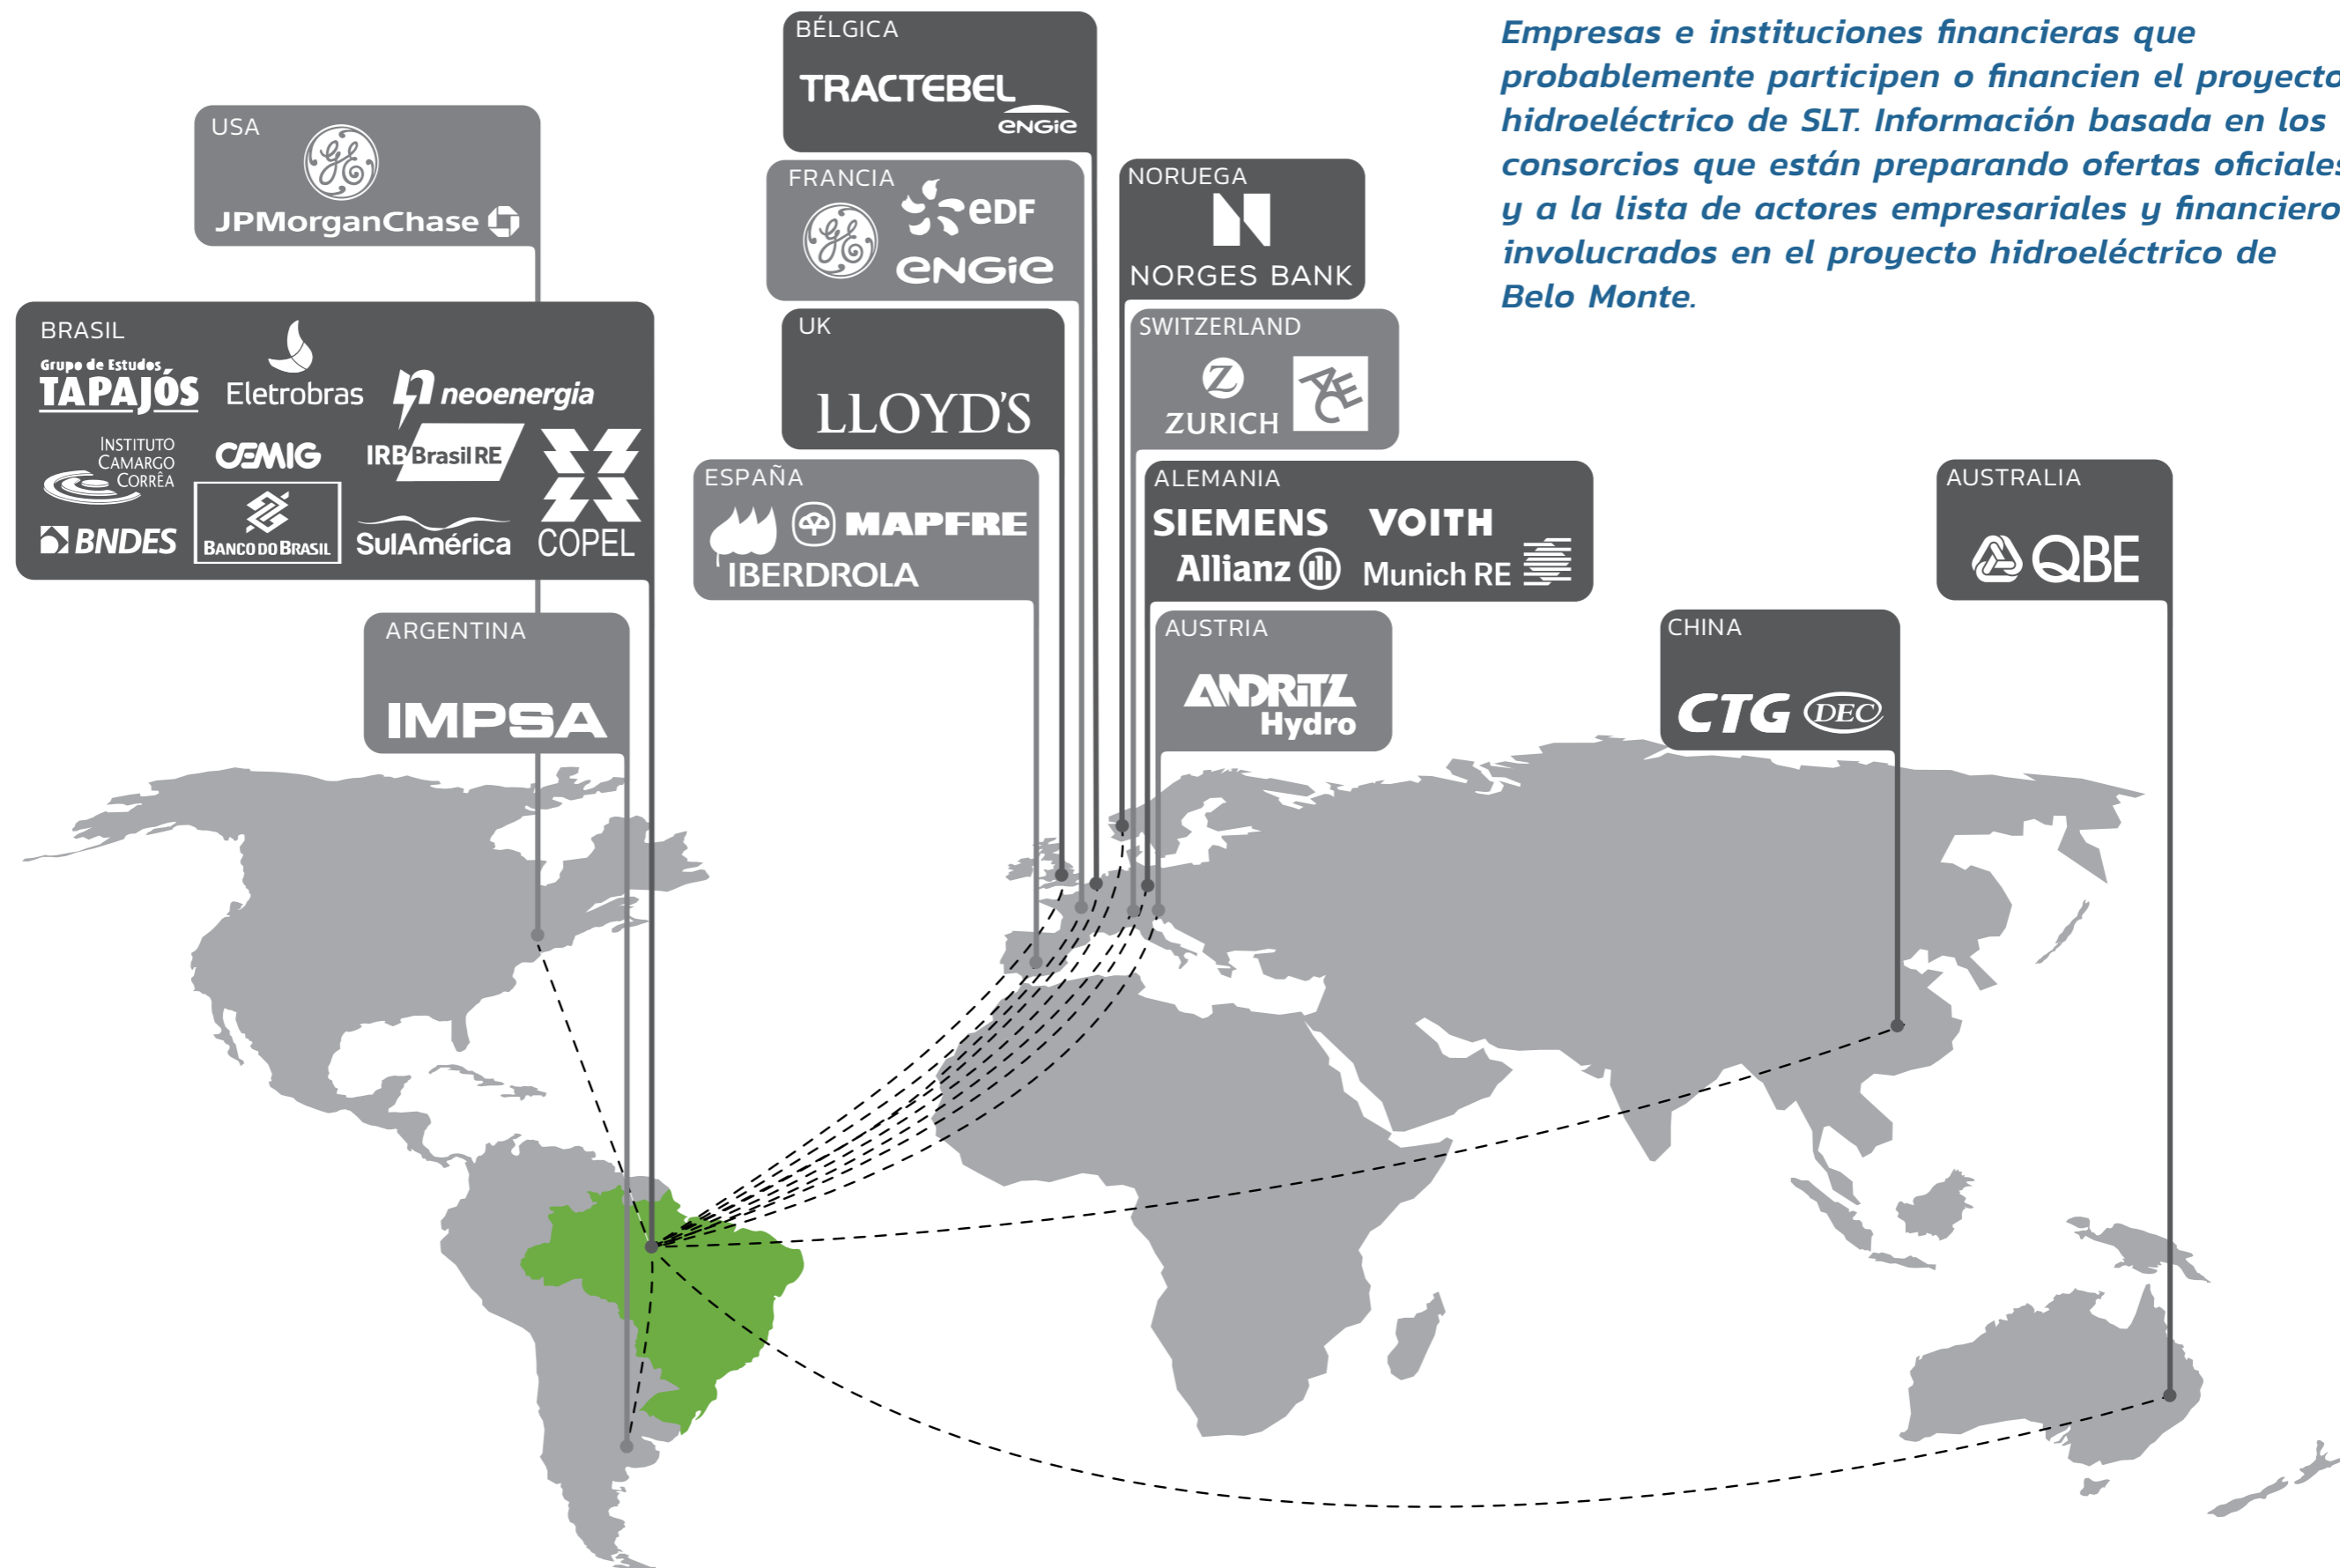 Empresas e instituciones financieras que
probablemente participen o financien el proyecto
hidroeléctrico de SLT. Información basada en los
consorcios que están preparando ofertas oficiales
y a la lista de actores empresariales y financiero
involucrados en el proyecto hidroeléctrico de
Belo Monte.
USA
GE
JPMorganChase
BRASIL
Grupo de Estudos
TAPAJÓS
Eletrobras
neoenergia
INSTITUTO
CAMARGO
CORRÊA
CEMIG
IRB Brasil RE
COPEL
BNDES
BANCO DO BRASIL
SulAmérica
ARGENTINA
IMPSA
BÉLGICA
TRACTEBEL
ENGIE
FRANCIA
GE
eDF
ENGIE
UK
LLOYD'S
ESPAÑA
MAPFRE
IBERDROLA
NORUEGA
N
NORGES BANK
SWITZERLAND
Z
ZURICH
ACE
ALEMANIA
SIEMENS VOITH
Allianz Munich RE
AUSTRIA
ANDRITZ
Hydro
CHINA
CTG DEC
AUSTRALIA
QBE